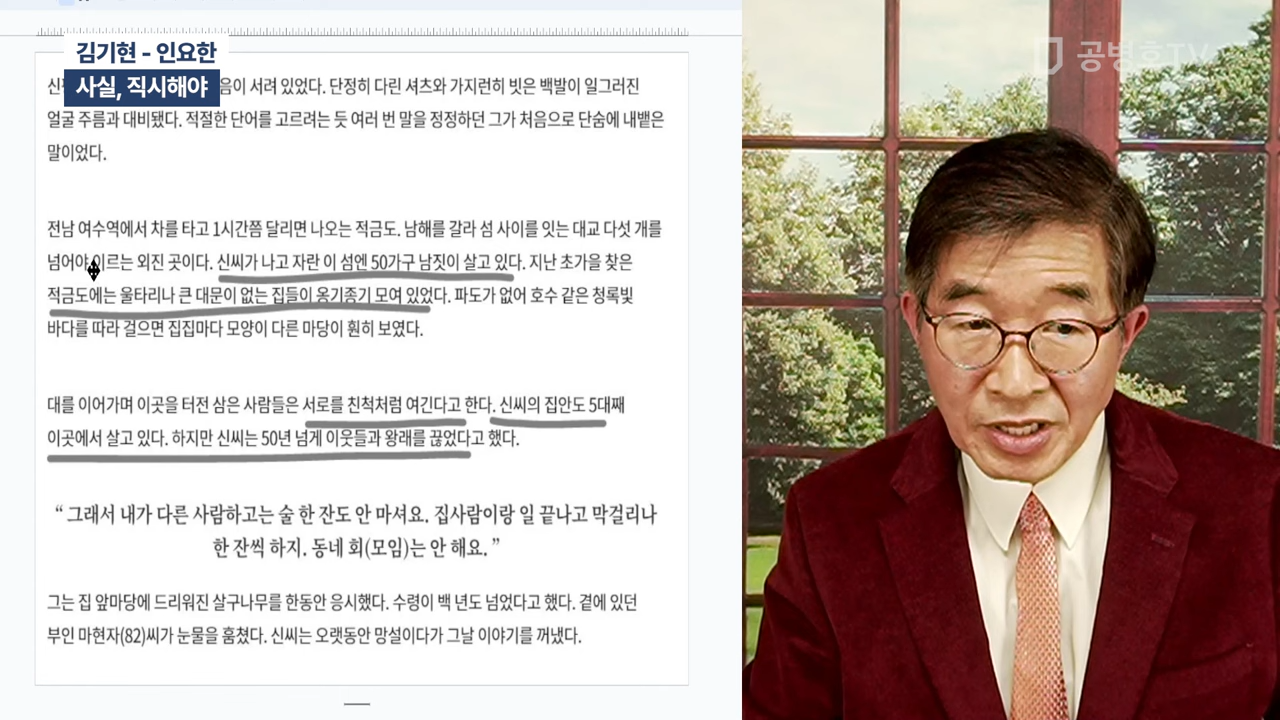 김기현 - 인요한
사실, 직시해야
공병호TV
음이 서려 있었다. 단정히 다린 셔츠와 가지런히 빗은 백발이 일그러진
얼굴 주름과 대비됐다. 적절한 단어를 고르려는 듯 여러 번 말을 정정하던 그가 처음으로 단숨에 내뱉은
말이었다.
전남 여수역에서 차를 타고 1시간쯤 달리면 나오는 적금도. 남해를 갈라 섬 사이를 잇는 대교 다섯 개를
넘어야 이르는 외진 곳이다. 신씨가 나고 자란 이 섬엔 50가구 남짓이 살고 있다. 지난 초가을 찾은
적금도에는 울타리나 큰 대문이 없는 집들이 옹기종기 모여 있었다. 파도가 없어 호수 같은 청록빛
바다를 따라 걸으면 집집마다 모양이 다른 마당이 훤히 보였다.
대를 이어가며 이곳을 터전 삼은 사람들은 서로를 친척처럼 여긴다고 한다. 신씨의 집안도 5대째
이곳에서 살고 있다. 하지만 신씨는 50년 넘게 이웃들과 왕래를 끊었다고 했다.
“ 그래서 내가 다른 사람하고는 술 한 잔도 안 마셔요. 집사람이랑 일 끝나고 막걸리나
한 잔씩 하지. 동네 회(모임)는 안 해요. ”
그는 집 앞마당에 드리워진 살구나무를 한동안 응시했다. 수령이 백 년도 넘었다고 했다. 곁에 있던
부인 마현자(82)씨가 눈물을 훔쳤다. 신씨는 오랫동안 망설이다가 그날 이야기를 꺼냈다.